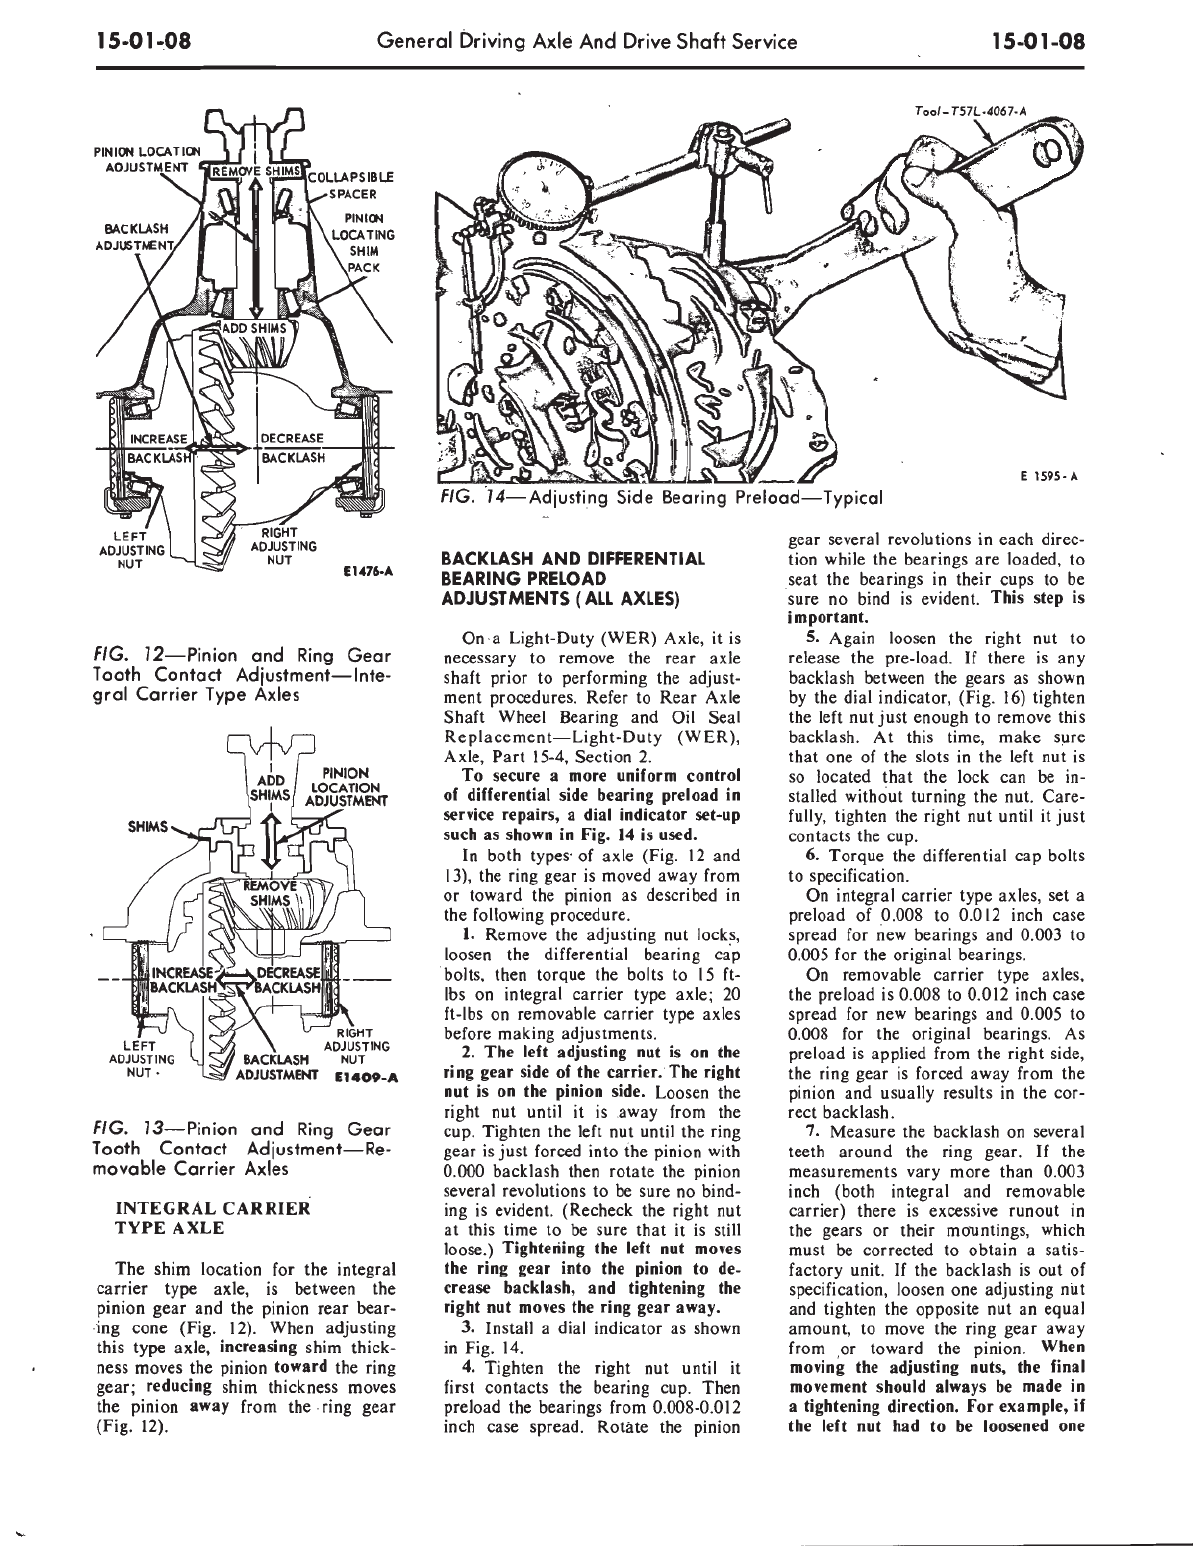 15-01-08
General Driving Axle And Drive Shaft Service
15-01-08
PINION LOCATION
ADJUSTMENT
REMOVE SHIMS
COLLAPSIBLE
SPACER
BACKLASH
ADJUSTMENT
PINION
LOCATING
SHIM
PACK
ADD SHIMS
INCREASE
BACKLASH
DECREASE
BACKLASH
LEFT
ADJUSTING
NUT
RIGHT
ADJUSTING
NUT
E1476-A
FIG. 12—Pinion and Ring Gear
Tooth Contact Adjustment—Inte-
gral Carrier Type Axles
ADD
SHIMS
PINION
LOCATION
ADJUSTMENT
SHIMS
REMOVE
SHIMS
INCREASE
BACKLASH
DECREASE
BACKLASH
LEFT
ADJUSTING
NUT
BACKLASH
ADJUSTMENT
RIGHT
ADJUSTING
NUT
E1409-A
FIG. 13—Pinion and Ring Gear
Tooth Contact Adjustment—Re-
movable Carrier Axles
INTEGRAL CARRIER
TYPE AXLE
The shim location for the integral
carrier type axle, is between the
pinion gear and the pinion rear bear-
ing cone (Fig. 12). When adjusting
this type axle, increasing shim thick-
ness moves the pinion toward the ring
gear; reducing shim thickness moves
the pinion away from the ring gear
(Fig. 12).
Tool-T57L-4067-A
E 1595-A
FIG. 14—Adjusting Side Bearing Preload—Typical
BACKLASH AND DIFFERENTIAL
BEARING PRELOAD
ADJUSTMENTS (ALL AXLES)
On a Light-Duty (WER) Axle, it is
necessary to remove the rear axle
shaft prior to performing the adjust-
ment procedures. Refer to Rear Axle
Shaft Wheel Bearing and Oil Seal
Replacement—Light-Duty (WER),
Axle, Part 15-4, Section 2.
To secure a more uniform control
of differential side bearing preload in
service repairs, a dial indicator set-up
such as shown in Fig. 14 is used.
In both types of axle (Fig. 12 and
13), the ring gear is moved away from
or toward the pinion as described in
the following procedure.
1. Remove the adjusting nut locks,
loosen the differential bearing cap
bolts, then torque the bolts to 15 ft-
lbs on integral carrier type axle; 20
ft-lbs on removable carrier type axles
before making adjustments.
2. The left adjusting nut is on the
ring gear side of the carrier. The right
nut is on the pinion side. Loosen the
right nut until it is away from the
cup. Tighten the left nut until the ring
gear is just forced into the pinion with
0.000 backlash then rotate the pinion
several revolutions to be sure no bind-
ing is evident. (Recheck the right nut
at this time to be sure that it is still
loose.) Tightening the left nut moves
the ring gear into the pinion to de-
crease backlash, and tightening the
right nut moves the ring gear away.
3. Install a dial indicator as shown
in Fig. 14.
4. Tighten the right nut until it
first contacts the bearing cup. Then
preload the bearings from 0.008-0.012
inch case spread. Rotate the pinion
gear several revolutions in each direc-
tion while the bearings are loaded, to
seat the bearings in their cups to be
sure no bind is evident. This step is
important.
5. Again loosen the right nut to
release the pre-load. If there is any
backlash between the gears as shown
by the dial indicator, (Fig. 16) tighten
the left nut just enough to remove this
backlash. At this time, make sure
that one of the slots in the left nut is
so located that the lock can be in-
stalled without turning the nut. Care-
fully, tighten the right nut until it just
contacts the cup.
6. Torque the differential cap bolts
to specification.
On integral carrier type axles, set a
preload of 0.008 to 0.012 inch case
spread for new bearings and 0.003 to
0.005 for the original bearings.
On removable carrier type axles,
the preload is 0.008 to 0.012 inch case
spread for new bearings and 0.005 to
0.008 for the original bearings. As
preload is applied from the right side,
the ring gear is forced away from the
pinion and usually results in the cor-
rect backlash.
7. Measure the backlash on several
teeth around the ring gear. If the
measurements vary more than 0.003
inch (both integral and removable
carrier) there is excessive runout in
the gears or their mountings, which
must be corrected to obtain a satis-
factory unit. If the backlash is out of
specification, loosen one adjusting nut
and tighten the opposite nut an equal
amount, to move the ring gear away
from or toward the pinion. When
moving the adjusting nuts, the final
movement should always be made in
a tightening direction. For example, if
the left nut had to be loosened one